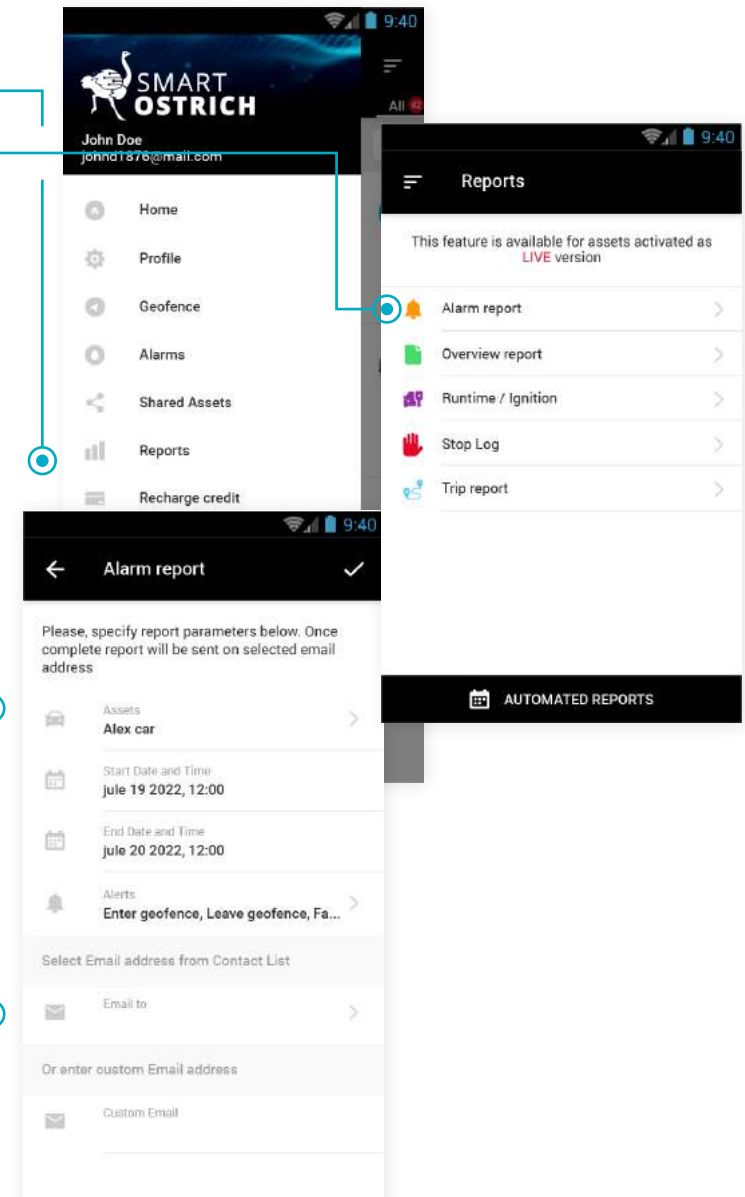 9:40
SMART
OSTRICH
All 42
John Doe
johnd1876@mail.com
Home
Profile
Geofence
Alarms
Shared Assets
Reports
Recharge credit
9:40
Reports
This feature is available for assets activated as
LIVE version
Alarm report
Overview report
Runtime / Ignition
Stop Log
Trip report
AUTOMATED REPORTS
9:40
Alarm report
Please, specify report parameters below. Once
complete report will be sent on selected email
address
Assets
Alex car
Start Date and Time
jule 19 2022, 12:00
End Date and Time
jule 20 2022, 12:00
Alerts
Enter geofence, Leave geofence, Fa...
Select Email address from Contact List
Email to
Or enter custom Email address
Custom Email